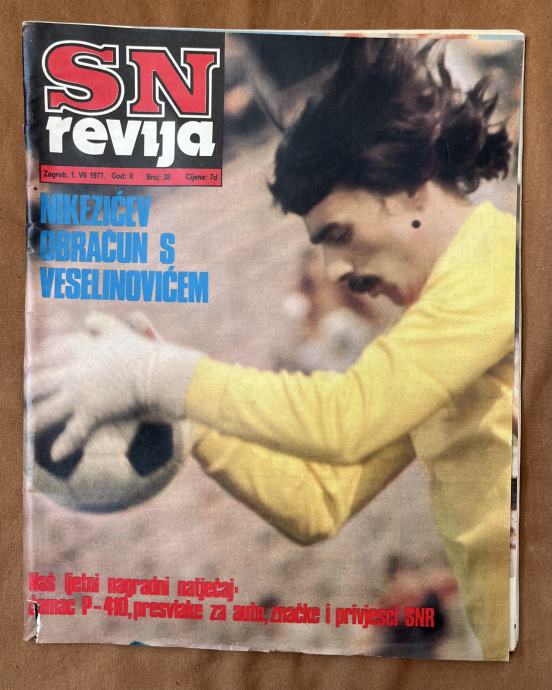 SN
revija
Zagreb, 1. VII 1977. God: II Broj: 38 Cijena: 7d
NIKEZIĆEV
OBRAČUN S
VESELINOVIĆEM
Naš ljetni nagradni natječaj:
čamac P-410, presvlake za auto, značke i privjesci SNR